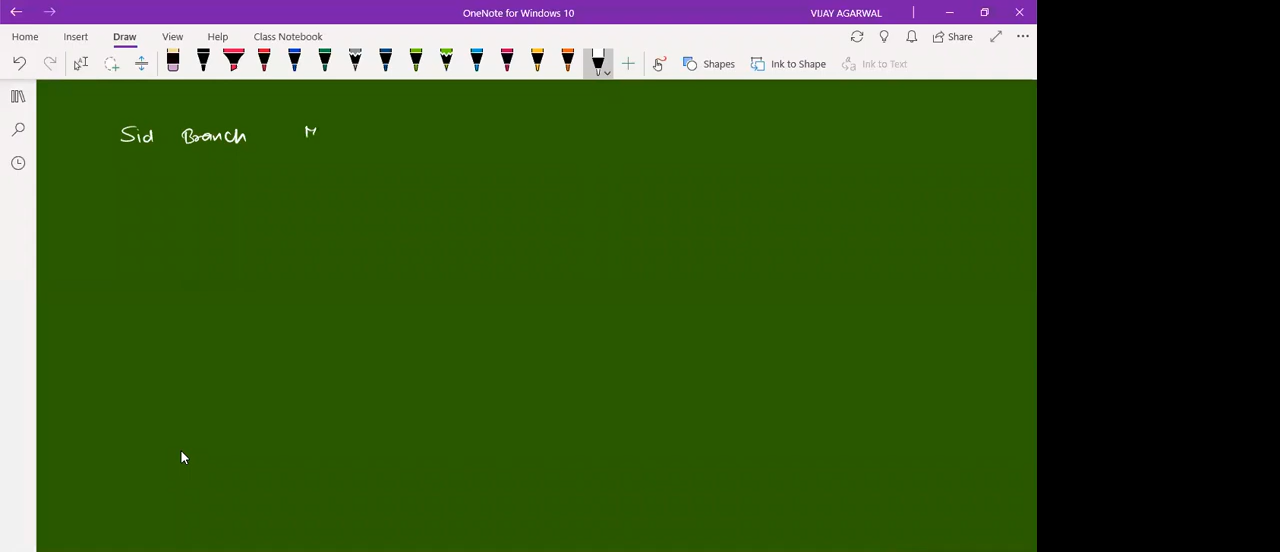 OneNote for Windows 10 VIJAY AGARWAL
Home Insert Draw View Help Class Notebook Share
Shapes Ink to Shape Ink to Text
Sid Branch M